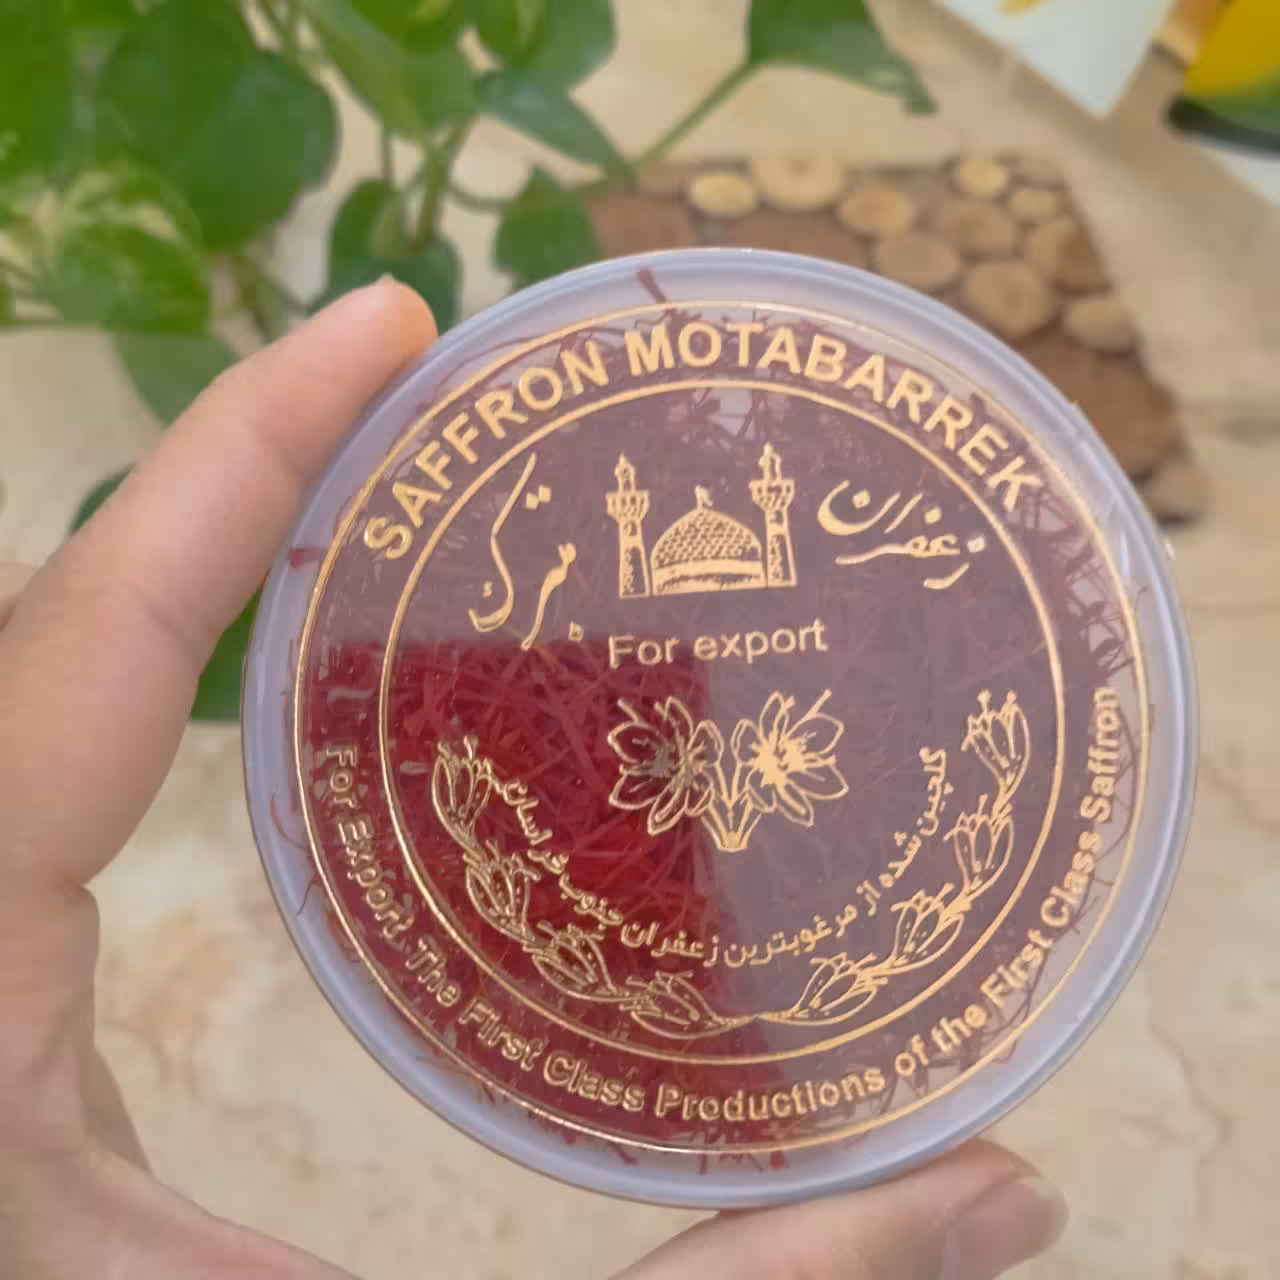 SAFFRON MOTABARREK
زعفران
متبرک
For export
گلچین شده از مرغوبترین زعفران جنوب خراسان
For Export. The First Class Productions of the First Class Saffron